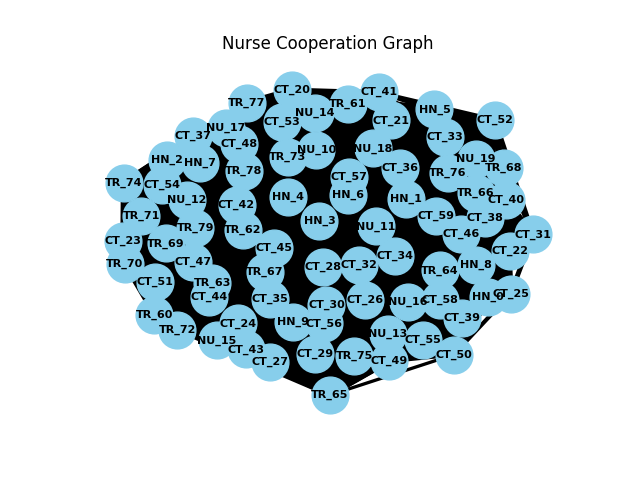 Nurse Cooperation Graph
CT_20
CT_41
TR_77
TR_61
HN_5
NU_14
CT_53
CT_21
CT_52
NU_17
CT_37
CT_33
CT_48
NU_10
NU_18
TR_73
HN_2
HN_7
NU_19
CT_36
TR_68
TR_78
TR_76
CT_57
TR_74
CT_54
HN_4
HN_6
TR_66
NU_12
HN_1
CT_40
CT_42
TR_71
CT_59
CT_38
HN_3
NU_11
TR_79
TR_62
CT_46
CT_31
CT_23
TR_69
CT_45
CT_22
CT_34
CT_47
TR_70
CT_28
CT_32
HN_8
TR_67
TR_64
CT_51
TR_63
CT_44
CT_35
CT_30
CT_26
NU_16
CT_58
CT_25
TR_60
CT_24
HN_9
CT_56
CT_39
TR_72
NU_13
NU_15
CT_55
CT_43
CT_29
TR_75
CT_50
CT_27
CT_49
TR_65